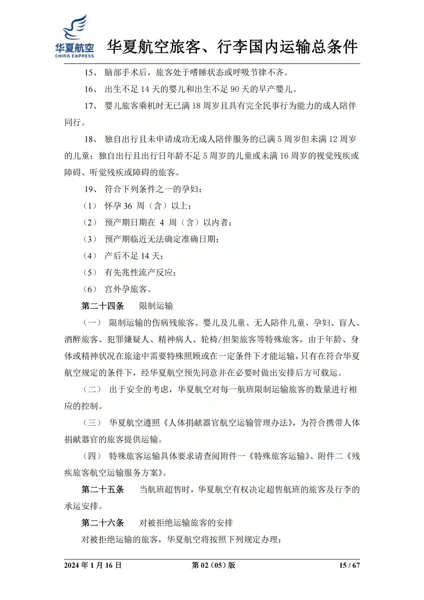 华夏航空
CHINA EXPRESS
华夏航空旅客、行李国内运输总条件
15、 脑部手术后，旅客处于嗜睡状态或呼吸节律不齐。
16、 出生不足 14 天的婴儿和出生不足 90 天的早产婴儿。
17、 婴儿旅客乘机时无已满 18 周岁且具有完全民事行为能力的成人陪伴
同行。
18、 独自出行且未申请成功无成人陪伴服务的已满 5 周岁但未满 12 周岁
的儿童；独自出行且出行日年龄不足 5 周岁的儿童或未满 16 周岁的视觉残疾或
障碍、听觉残疾或障碍的旅客。
19、 符合下列条件之一的孕妇：
（1） 怀孕 36 周（含）以上；
（2） 预产期日期在 4 周（含）以内者；
（3） 预产期临近无法确定准确日期；
（4） 产后不足 14 天；
（5） 有先兆性流产反应；
（6） 宫外孕旅客。
第二十四条 限制运输
（一） 限制运输的伤病残旅客、婴儿及儿童、无人陪伴儿童、孕妇、盲人、
酒醉旅客、犯罪嫌疑人、精神病人、轮椅/担架旅客等特殊旅客，由于年龄、身
体或精神状况在旅途中需要特殊照顾或在一定条件下才能运输，只有在符合华夏
航空规定的条件下，经华夏航空预先同意并在必要时做出安排后方可载运。
（二） 出于安全的考虑，华夏航空对每一航班限制运输旅客的数量进行相
应的控制。
（三） 华夏航空遵照《人体捐献器官航空运输管理办法》，为符合携带人体
捐献器官的旅客提供运输。
（四） 特殊旅客运输具体要求请查阅附件一《特殊旅客运输》、附件二《残
疾旅客航空运输服务方案》。
第二十五条 当航班超售时，华夏航空有权决定超售航班的旅客及行李的
承运安排。
第二十六条 对被拒绝运输旅客的安排
对被拒绝运输的旅客，华夏航空将按照下列规定办理：
2024 年 1 月 16 日 第 02（05）版 15 / 67